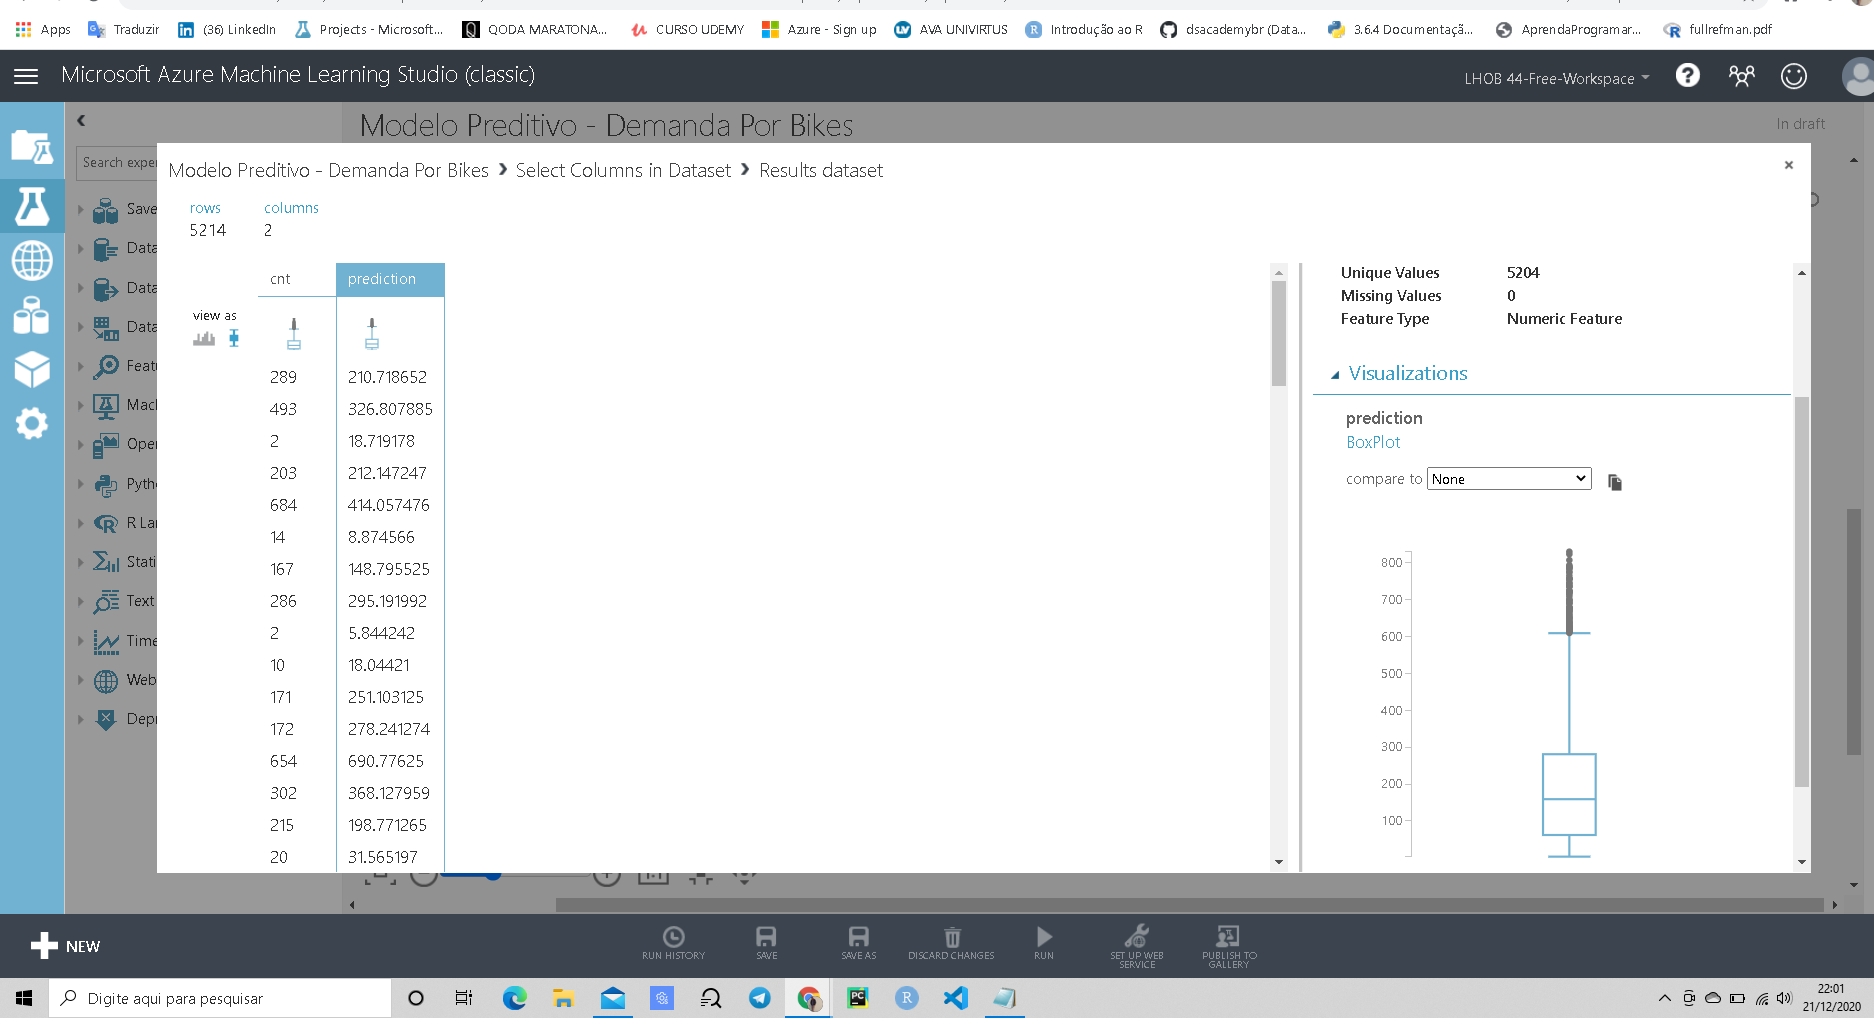 Apps Traduzir (36) LinkedIn Projects - Microsoft... QODA MARATONA... CURSO UDEMY Azure - Sign up AVA UNIVIRTUS Introdução ao R dsacademybr (Data... 3.6.4 Documentaçã... AprendaProgramar... fullrefman.pdf
Microsoft Azure Machine Learning Studio (classic)
LHOB 44-Free-Workspace
Modelo Preditivo - Demanda Por Bikes
In draft
Search expe
Save
Data
Data
Data
Featu
Mach
Oper
Pytho
R La
Stati
Text
Time
Web
Depr
Modelo Preditivo - Demanda Por Bikes > Select Columns in Dataset > Results dataset
rows columns
5214 2
cnt prediction
view as
289 210.718652
493 326.807885
2 18.719178
203 212.147247
684 414.057476
14 8.874566
167 148.795525
286 295.191992
2 5.844242
10 18.04421
171 251.103125
172 278.241274
654 690.77625
302 368.127959
215 198.771265
20 31.565197
Unique Values 5204
Missing Values 0
Feature Type Numeric Feature
Visualizations
prediction
BoxPlot
compare to None
800
700
600
500
400
300
200
100
NEW
RUN HISTORY SAVE SAVE AS DISCARD CHANGES RUN SET UP WEB SERVICE PUBLISH TO GALLERY
Digite aqui para pesquisar
22:01
21/12/2020